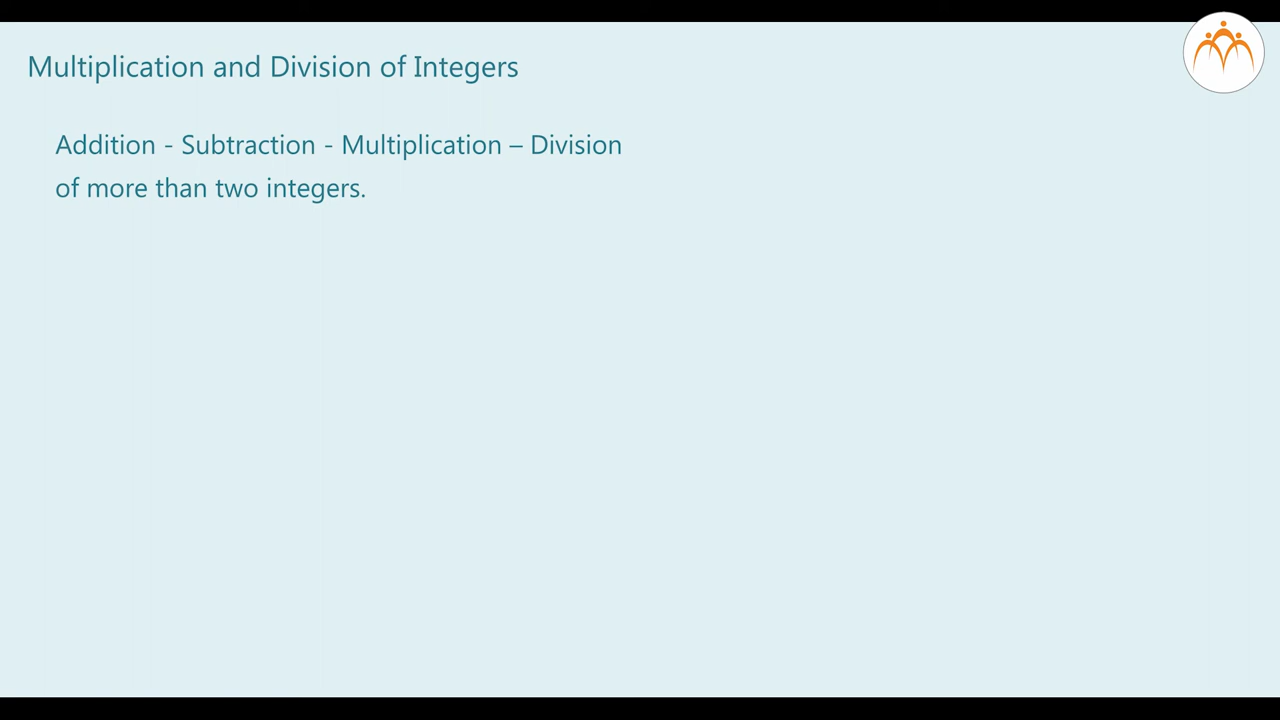 Multiplication and Division of Integers
Addition - Subtraction - Multiplication – Division
of more than two integers.